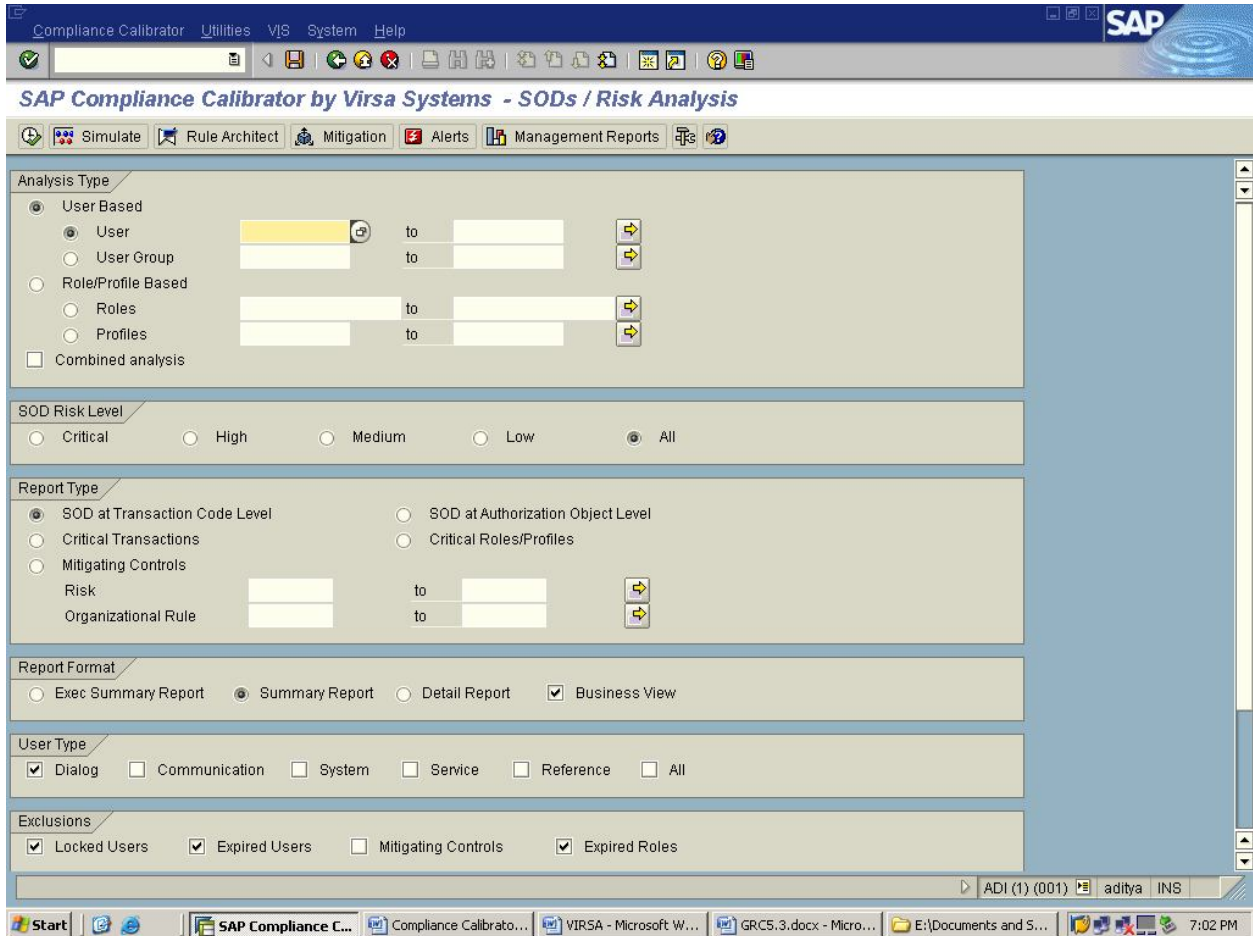 Compliance Calibrator Utilities VIS System Help
SAP
SAP Compliance Calibrator by Virsa Systems - SODs / Risk Analysis
Simulate Rule Architect Mitigation Alerts Management Reports
Analysis Type
User Based
User to
User Group to
Role/Profile Based
Roles to
Profiles to
Combined analysis
SOD Risk Level
Critical High Medium Low All
Report Type
SOD at Transaction Code Level SOD at Authorization Object Level
Critical Transactions Critical Roles/Profiles
Mitigating Controls
Risk to
Organizational Rule to
Report Format
Exec Summary Report Summary Report Detail Report Business View
User Type
Dialog Communication System Service Reference All
Exclusions
Locked Users Expired Users Mitigating Controls Expired Roles
ADI (1) (001) aditya INS
Start SAP Compliance C... Compliance Calibrato... VIRSA - Microsoft W... GRC5.3.docx - Micro... E:\Documents and S... 7:02 PM